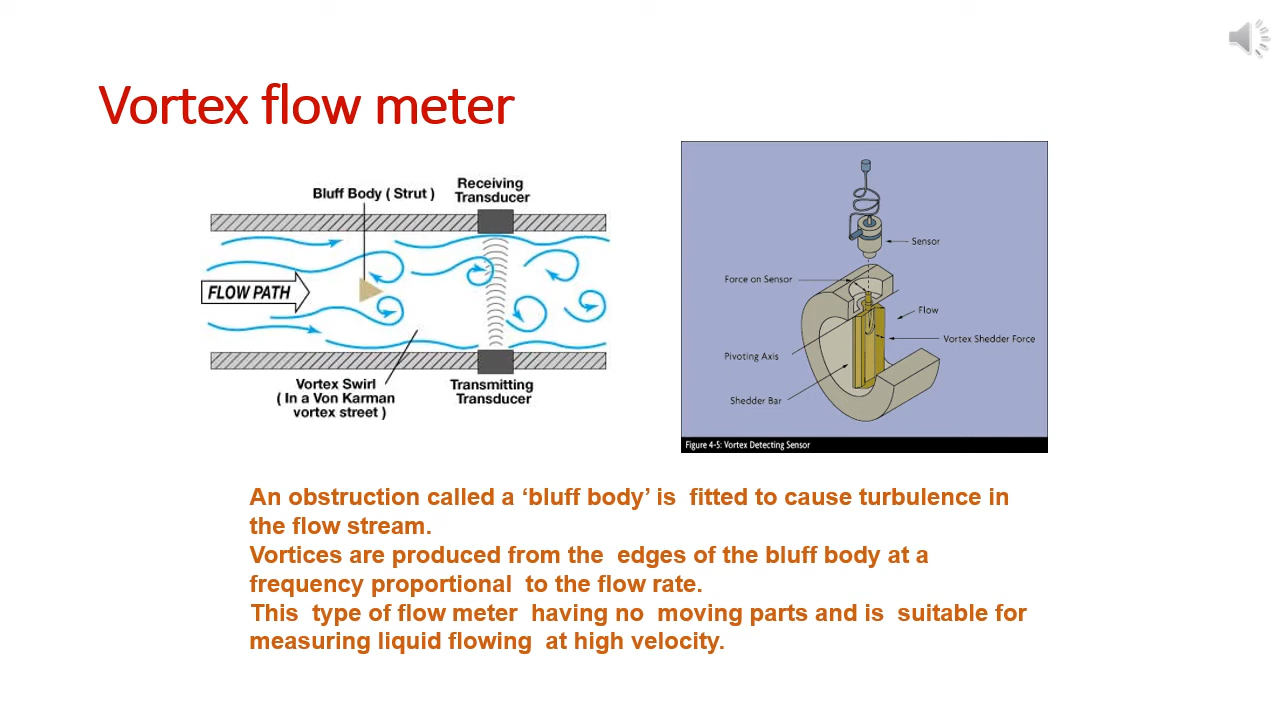 Vortex flow meter
Bluff Body ( Strut )
Receiving
Transducer
FLOW PATH
Vortex Swirl
( In a Von Karman
vortex street )
Transmitting
Transducer
Sensor
Force on Sensor
Flow
Vortex Shedder Force
Pivoting Axis
Shedder Bar
Figure 4-5: Vortex Detecting Sensor
An obstruction called a ‘bluff body’ is  fitted to cause turbulence in
the flow stream.
Vortices are produced from the  edges of the bluff body at a
frequency proportional  to the flow rate.
This  type of flow meter  having no  moving parts and is  suitable for
measuring liquid flowing  at high velocity.